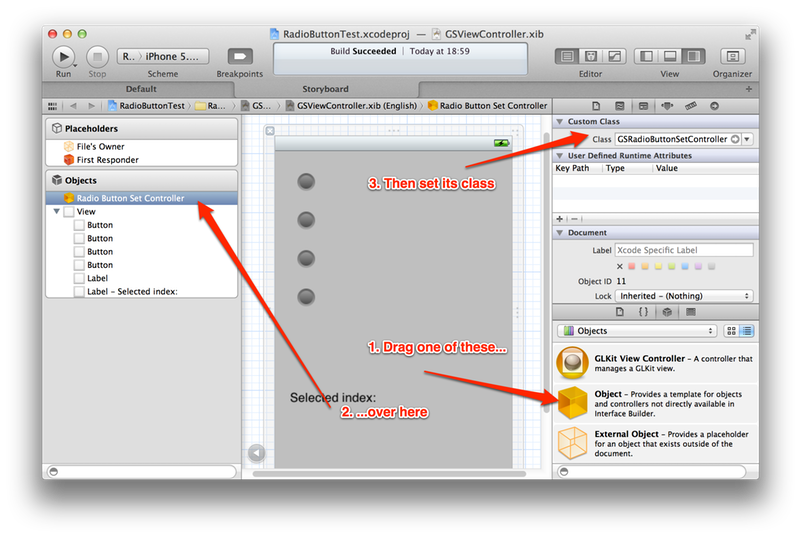 RadioButtonTest.xcodeproj — GSViewController.xib
Run
Stop
R... iPhone 5....
Scheme
Breakpoints
Build Succeeded | Today at 18:59
Editor
View
Organizer
Default
Storyboard
RadioButtonTest
Ra...
GS...
GSViewController.xib (English)
Radio Button Set Controller
Placeholders
File's Owner
First Responder
Objects
Radio Button Set Controller
View
Button
Button
Button
Button
Label
Label – Selected index:
Selected index:
1. Drag one of these...
2. ...over here
3. Then set its class
Custom Class
Class GSRadioButtonSetController
User Defined Runtime Attributes
Key Path Type Value
Document
Label Xcode Specific Label
Object ID 11
Lock Inherited – (Nothing)
Objects
GLKit View Controller – A controller that
manages a GLKit view.
Object – Provides a template for objects
and controllers not directly available in
Interface Builder.
External Object – Provides a placeholder
for an object that exists outside of the
document.